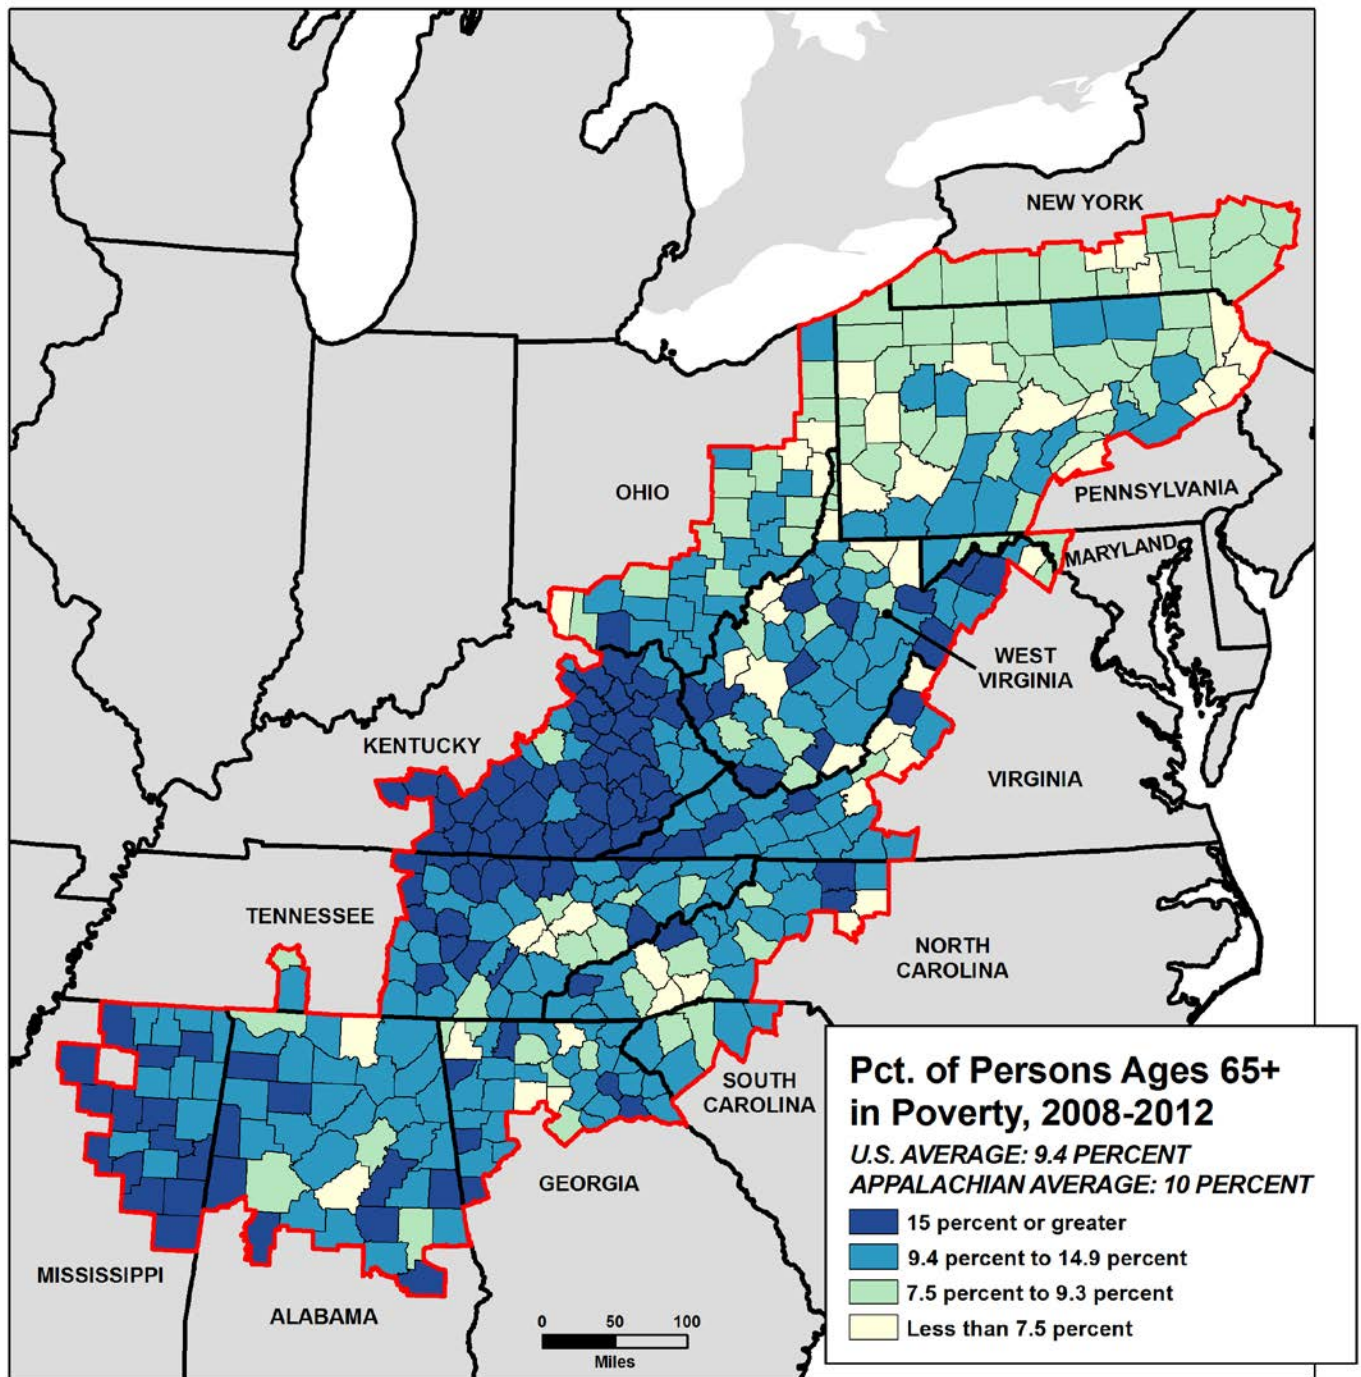 NEW YORK
OHIO
PENNSYLVANIA
MARYLAND
WEST
VIRGINIA
KENTUCKY
VIRGINIA
TENNESSEE
NORTH
CAROLINA
SOUTH
CAROLINA
GEORGIA
MISSISSIPPI
ALABAMA
0 50 100
Miles
Pct. of Persons Ages 65+
in Poverty, 2008-2012
U.S. AVERAGE: 9.4 PERCENT
APPALACHIAN AVERAGE: 10 PERCENT
15 percent or greater
9.4 percent to 14.9 percent
7.5 percent to 9.3 percent
Less than 7.5 percent